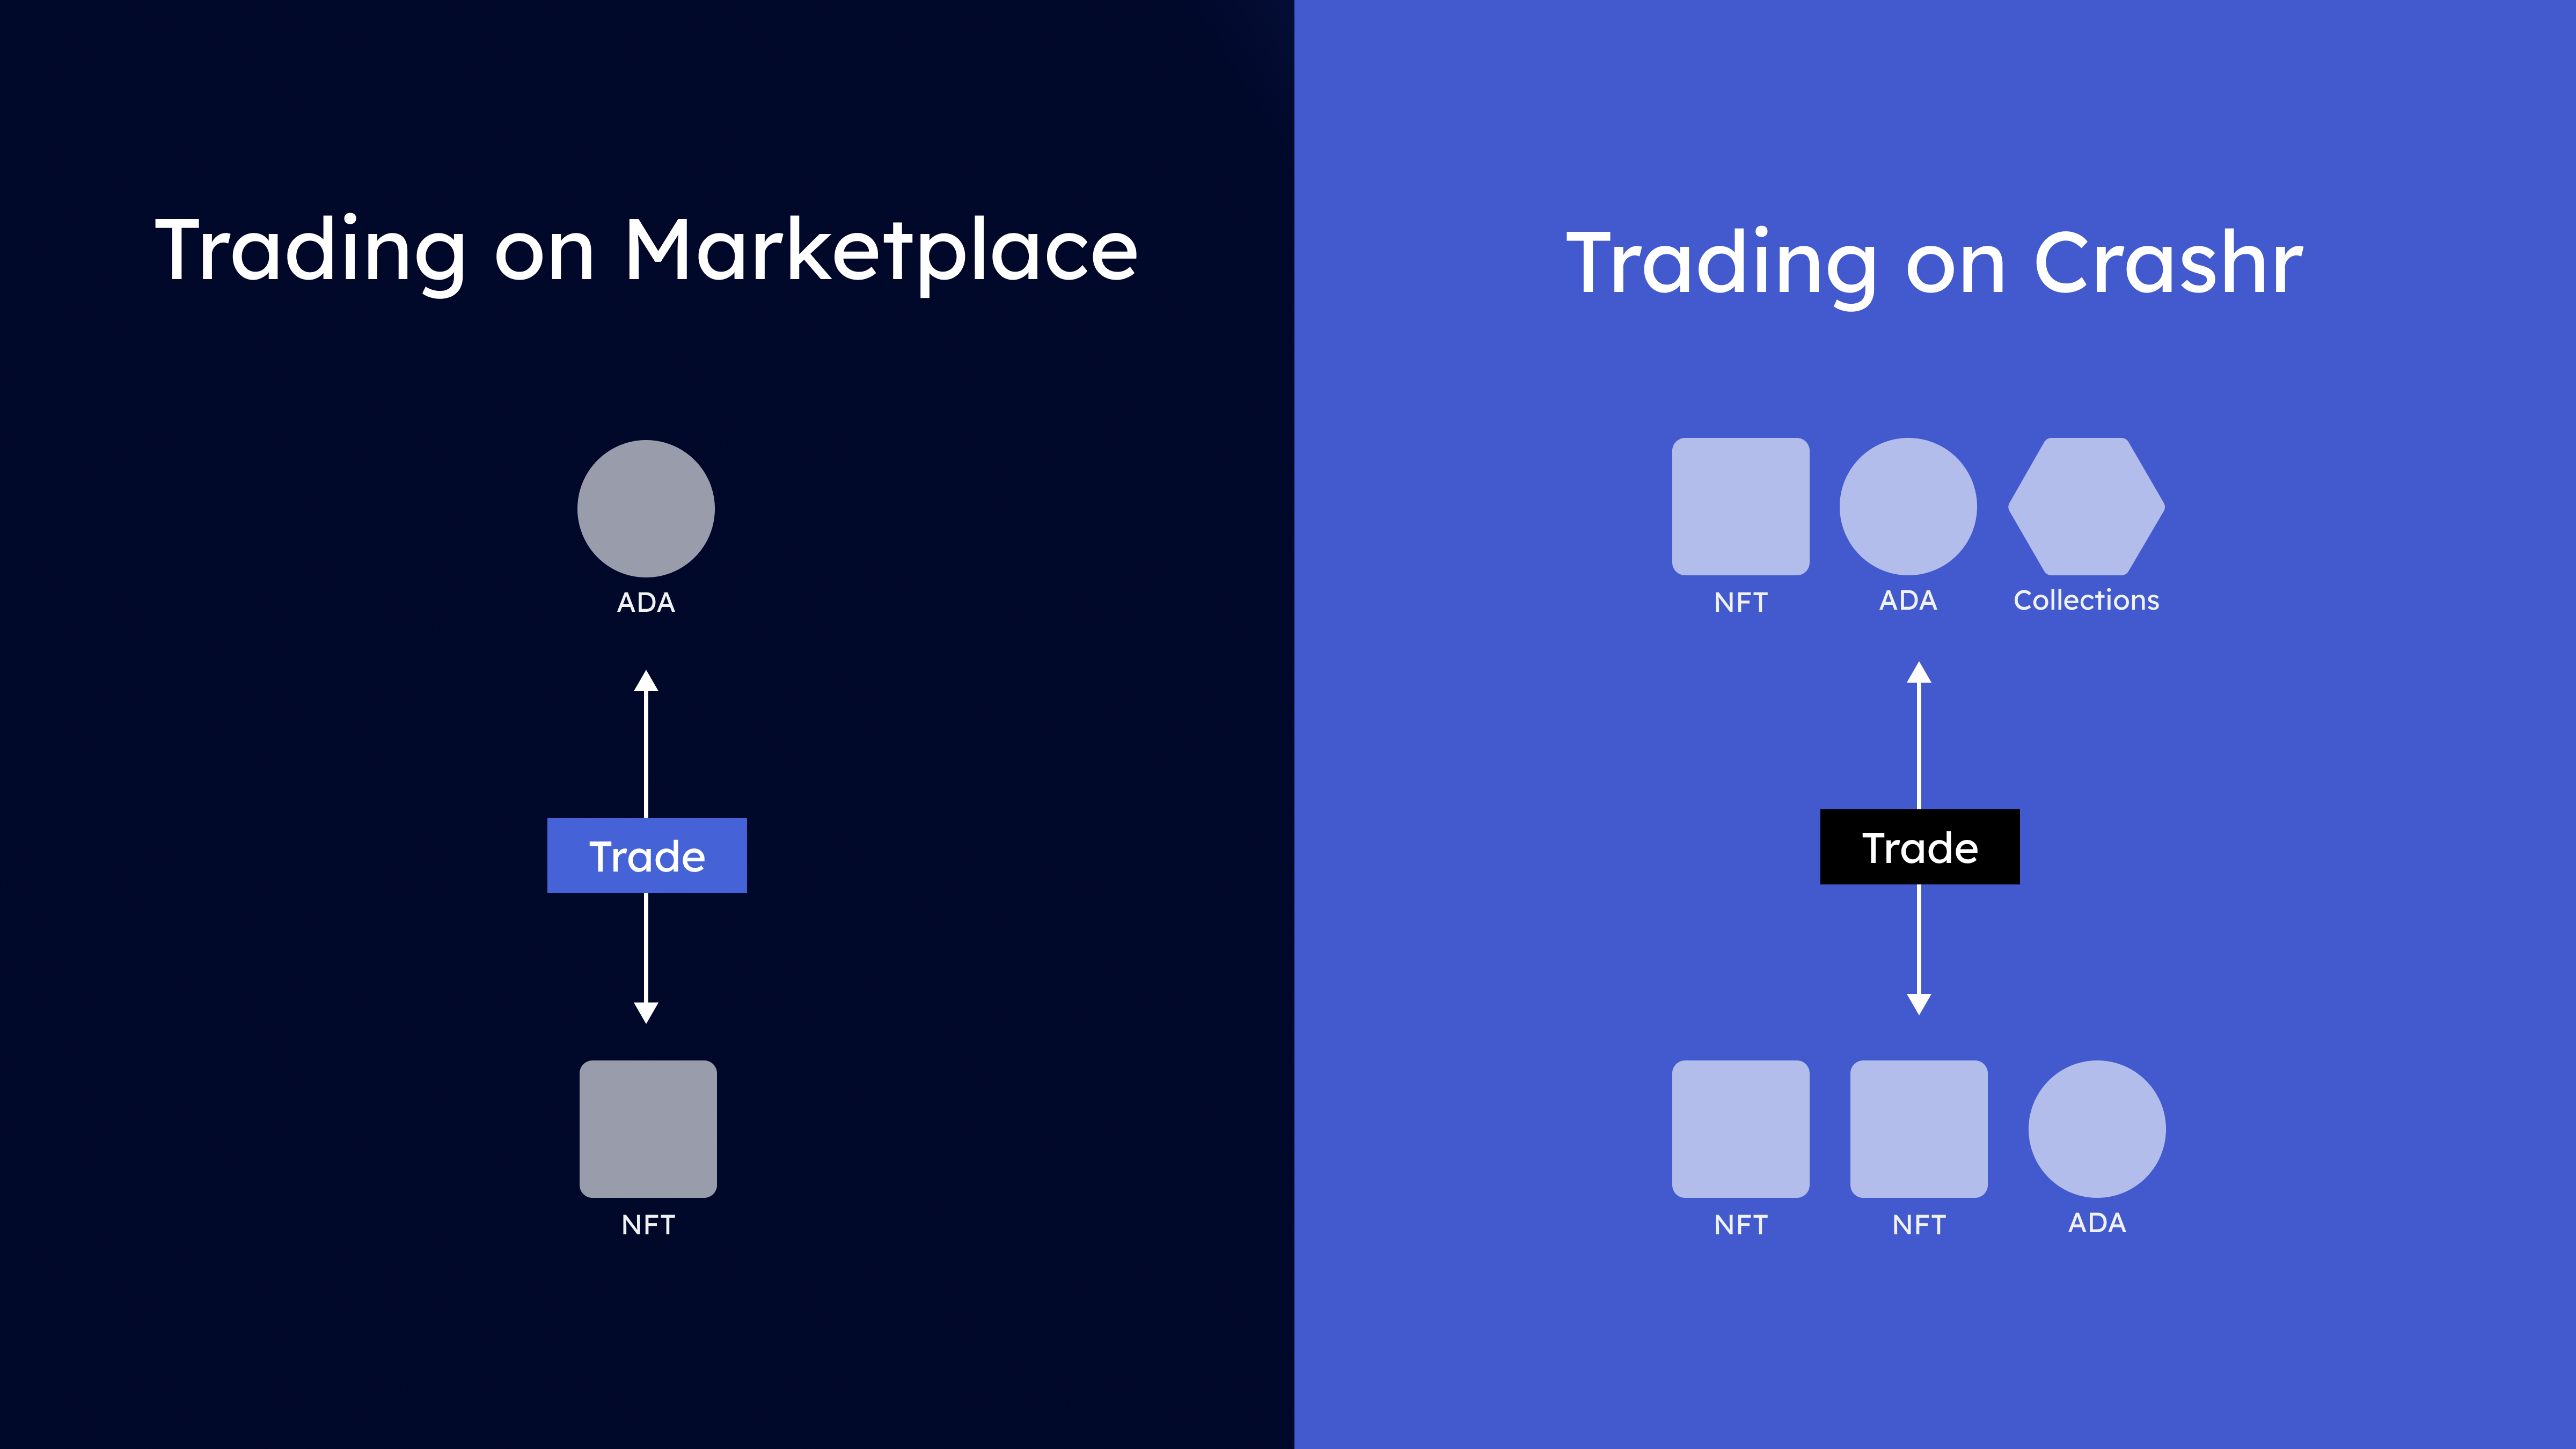 Trading on Marketplace
ADA
Trade
NFT
Trading on Crashr
NFT
ADA
Collections
Trade
NFT
NFT
ADA